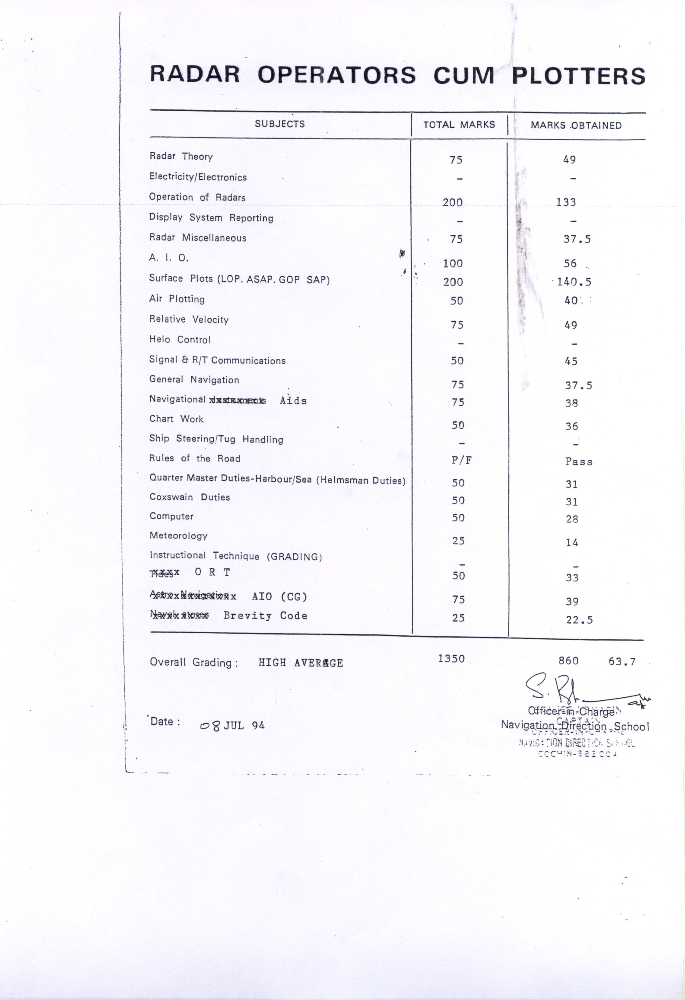 RADAR OPERATORS CUM PLOTTERS
SUBJECTS TOTAL MARKS MARKS OBTAINED
Radar Theory 75 49
Electricity/Electronics – –
Operation of Radars 200 133
Display System Reporting – –
Radar Miscellaneous 75 37.5
A. I. O. 100 56
Surface Plots (LOP. ASAP. GOP SAP) 200 140.5
Air Plotting 50 40
Relative Velocity 75 49
Helo Control – –
Signal & R/T Communications 50 45
General Navigation 75 37.5
Navigational Instruments Aids 75 38
Chart Work 50 36
Ship Steering/Tug Handling – –
Rules of the Road P/F Pass
Quarter Master Duties-Harbour/Sea (Helmsman Duties) 50 31
Coxswain Duties 50 31
Computer 50 28
Meteorology 25 14
Instructional Technique (GRADING) – –
Tides O R T 50 33
Astro Navigation AIO (CG) 75 39
Naval stores Brevity Code 25 22.5
Overall Grading: HIGH AVERAGE 1350 860 63.7
Officer-in-Charge
Date: 08 JUL 94
Navigation Direction School
CAPTAIN
OFFICER-IN-
NAVIGATION DIRECTION SCHOOL
COCHIN-682 004